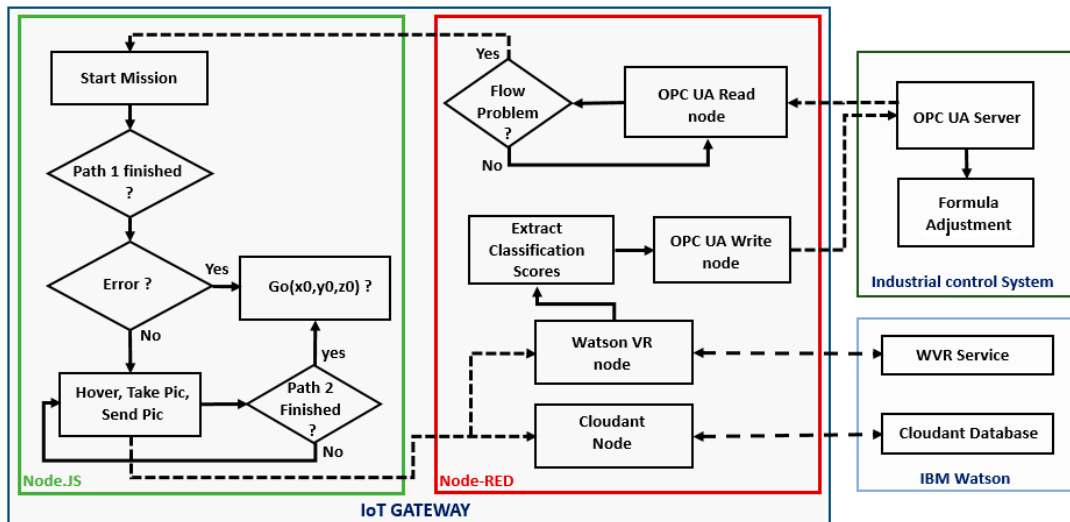 Start Mission
Path 1 finished
?
Error ?
Yes
No
Go(x0,y0,z0) ?
yes
Hover, Take Pic,
Send Pic
Path 2
Finished
?
No
Node.JS
Yes
Flow
Problem
?
No
OPC UA Read
node
Extract
Classification
Scores
OPC UA Write
node
Watson VR
node
Cloudant
Node
Node-RED
IoT GATEWAY
OPC UA Server
Formula
Adjustment
Industrial control System
WVR Service
Cloudant Database
IBM Watson